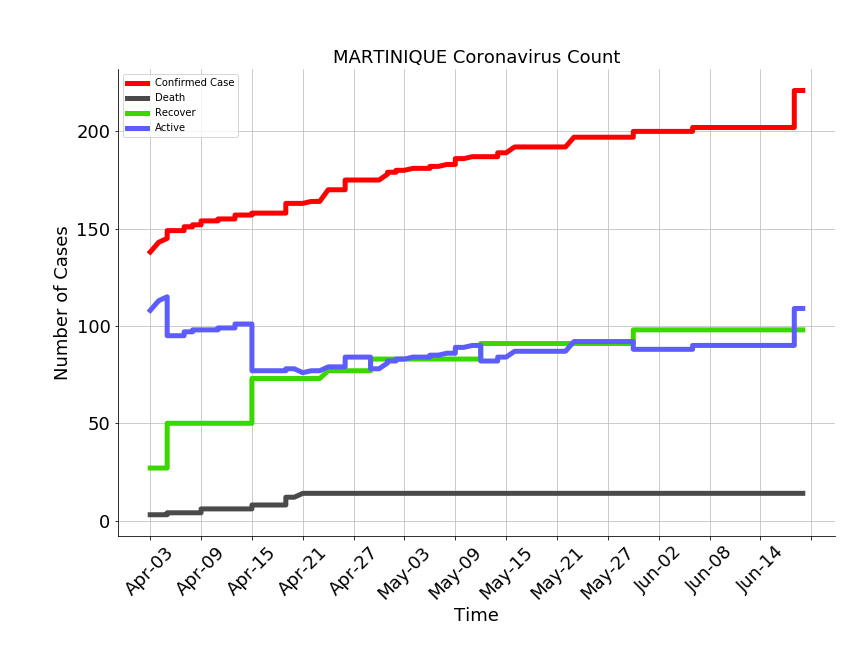 MARTINIQUE Coronavirus Count
Confirmed Case
Death
Recover
Active
200
150
100
50
0
Number of Cases
Apr-03
Apr-09
Apr-15
Apr-21
Apr-27
May-03
May-09
May-15
May-21
May-27
Jun-02
Jun-08
Jun-14
Time